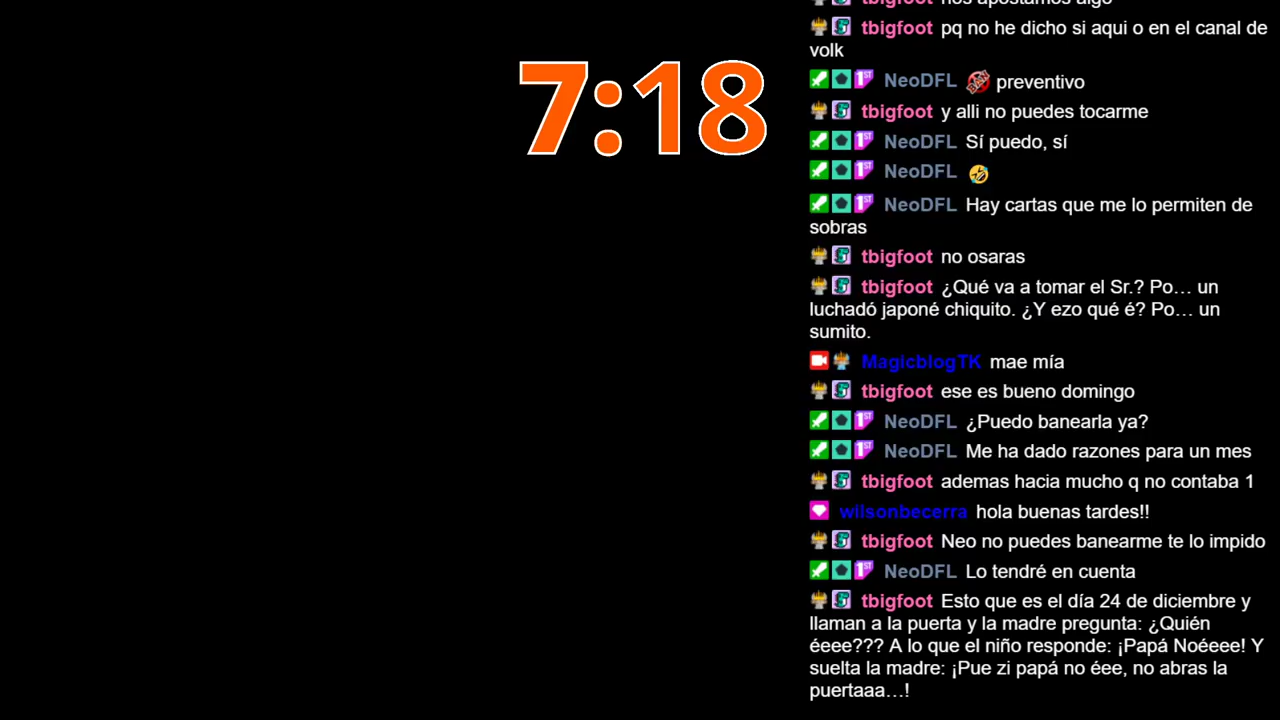 tbigfoot nos apostamos algo
7:18
tbigfoot pq no he dicho si aqui o en el canal de
volk
NeoDFL preventivo
tbigfoot y alli no puedes tocarme
NeoDFL Sí puedo, sí
NeoDFL 🤣
NeoDFL Hay cartas que me lo permiten de
sobras
tbigfoot no osaras
tbigfoot ¿Qué va a tomar el Sr.? Po… un
luchadó japoné chiquito. ¿Y ezo qué é? Po… un
sumito.
MagicblogTK mae mía
tbigfoot ese es bueno domingo
NeoDFL ¿Puedo banearla ya?
NeoDFL Me ha dado razones para un mes
tbigfoot ademas hacia mucho q no contaba 1
wilsonbecerra hola buenas tardes!!
tbigfoot Neo no puedes banearme te lo impido
NeoDFL Lo tendré en cuenta
tbigfoot Esto que es el día 24 de diciembre y
llaman a la puerta y la madre pregunta: ¿Quién
éeee??? A lo que el niño responde: ¡Papá Noéeee! Y
suelta la madre: ¡Pue zi papá no éee, no abras la
puertaaa…!